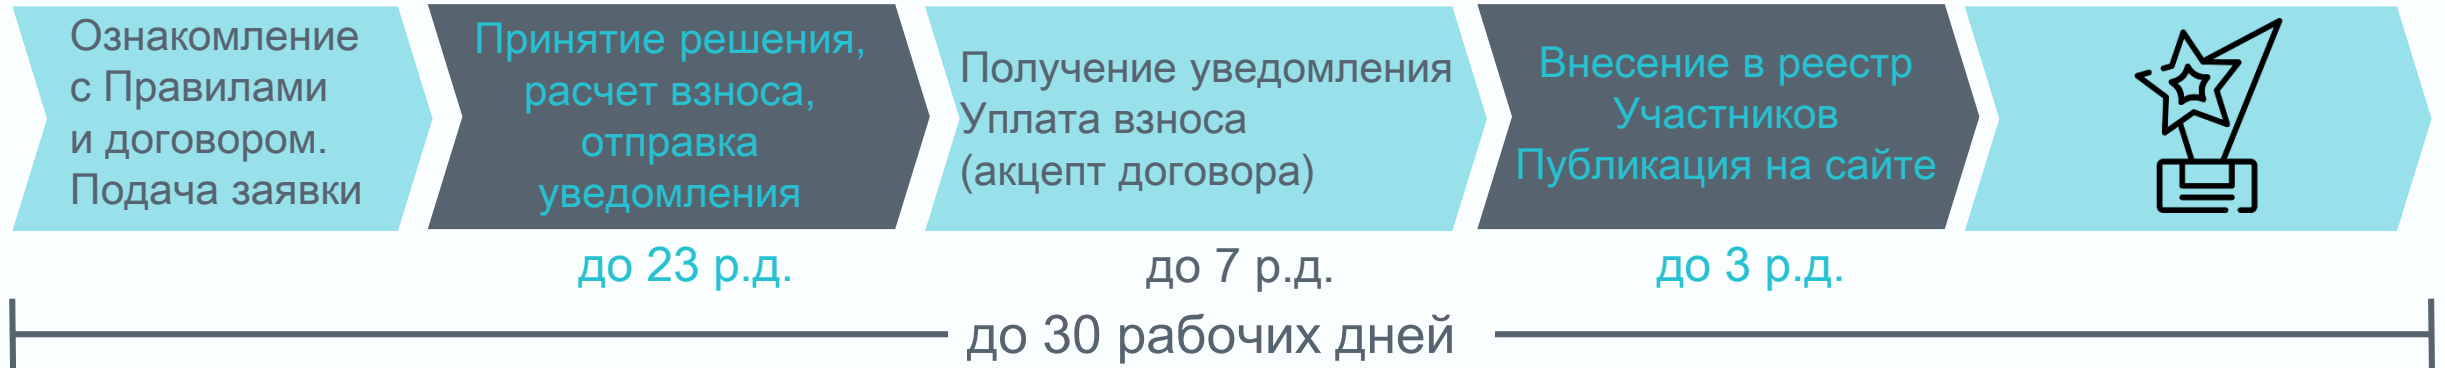 Ознакомление
с Правилами
и договором.
Подача заявки
Принятие решения,
расчет взноса,
отправка
уведомления
Получение уведомления
Уплата взноса
(акцепт договора)
Внесение в реестр
Участников
Публикация на сайте
до 23 р.д.
до 7 р.д.
до 3 р.д.
до 30 рабочих дней